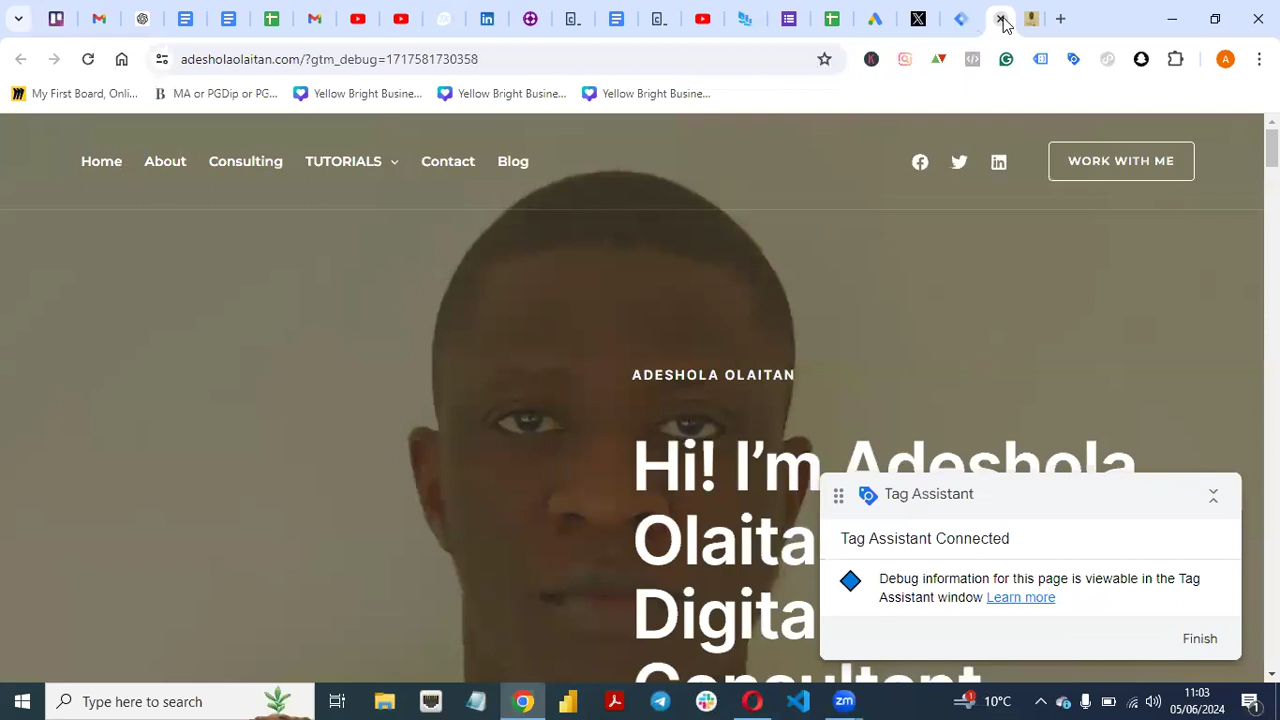 adesholaolaitan.com/?gtm_debug=1717581730358
A
My First Board, Onli...
B MA or PGDip or PG...
Yellow Bright Busine...
Yellow Bright Busine...
Yellow Bright Busine...
Home
About
Consulting
TUTORIALS
Contact
Blog
WORK WITH ME
ADESHOLA OLAITAN
Hi! I’m Adeshola
Olaita
Digita
Consultant
Tag Assistant
Tag Assistant Connected
Debug information for this page is viewable in the Tag
Assistant window Learn more
Finish
Type here to search
zm
10°C
11:03
05/06/2024